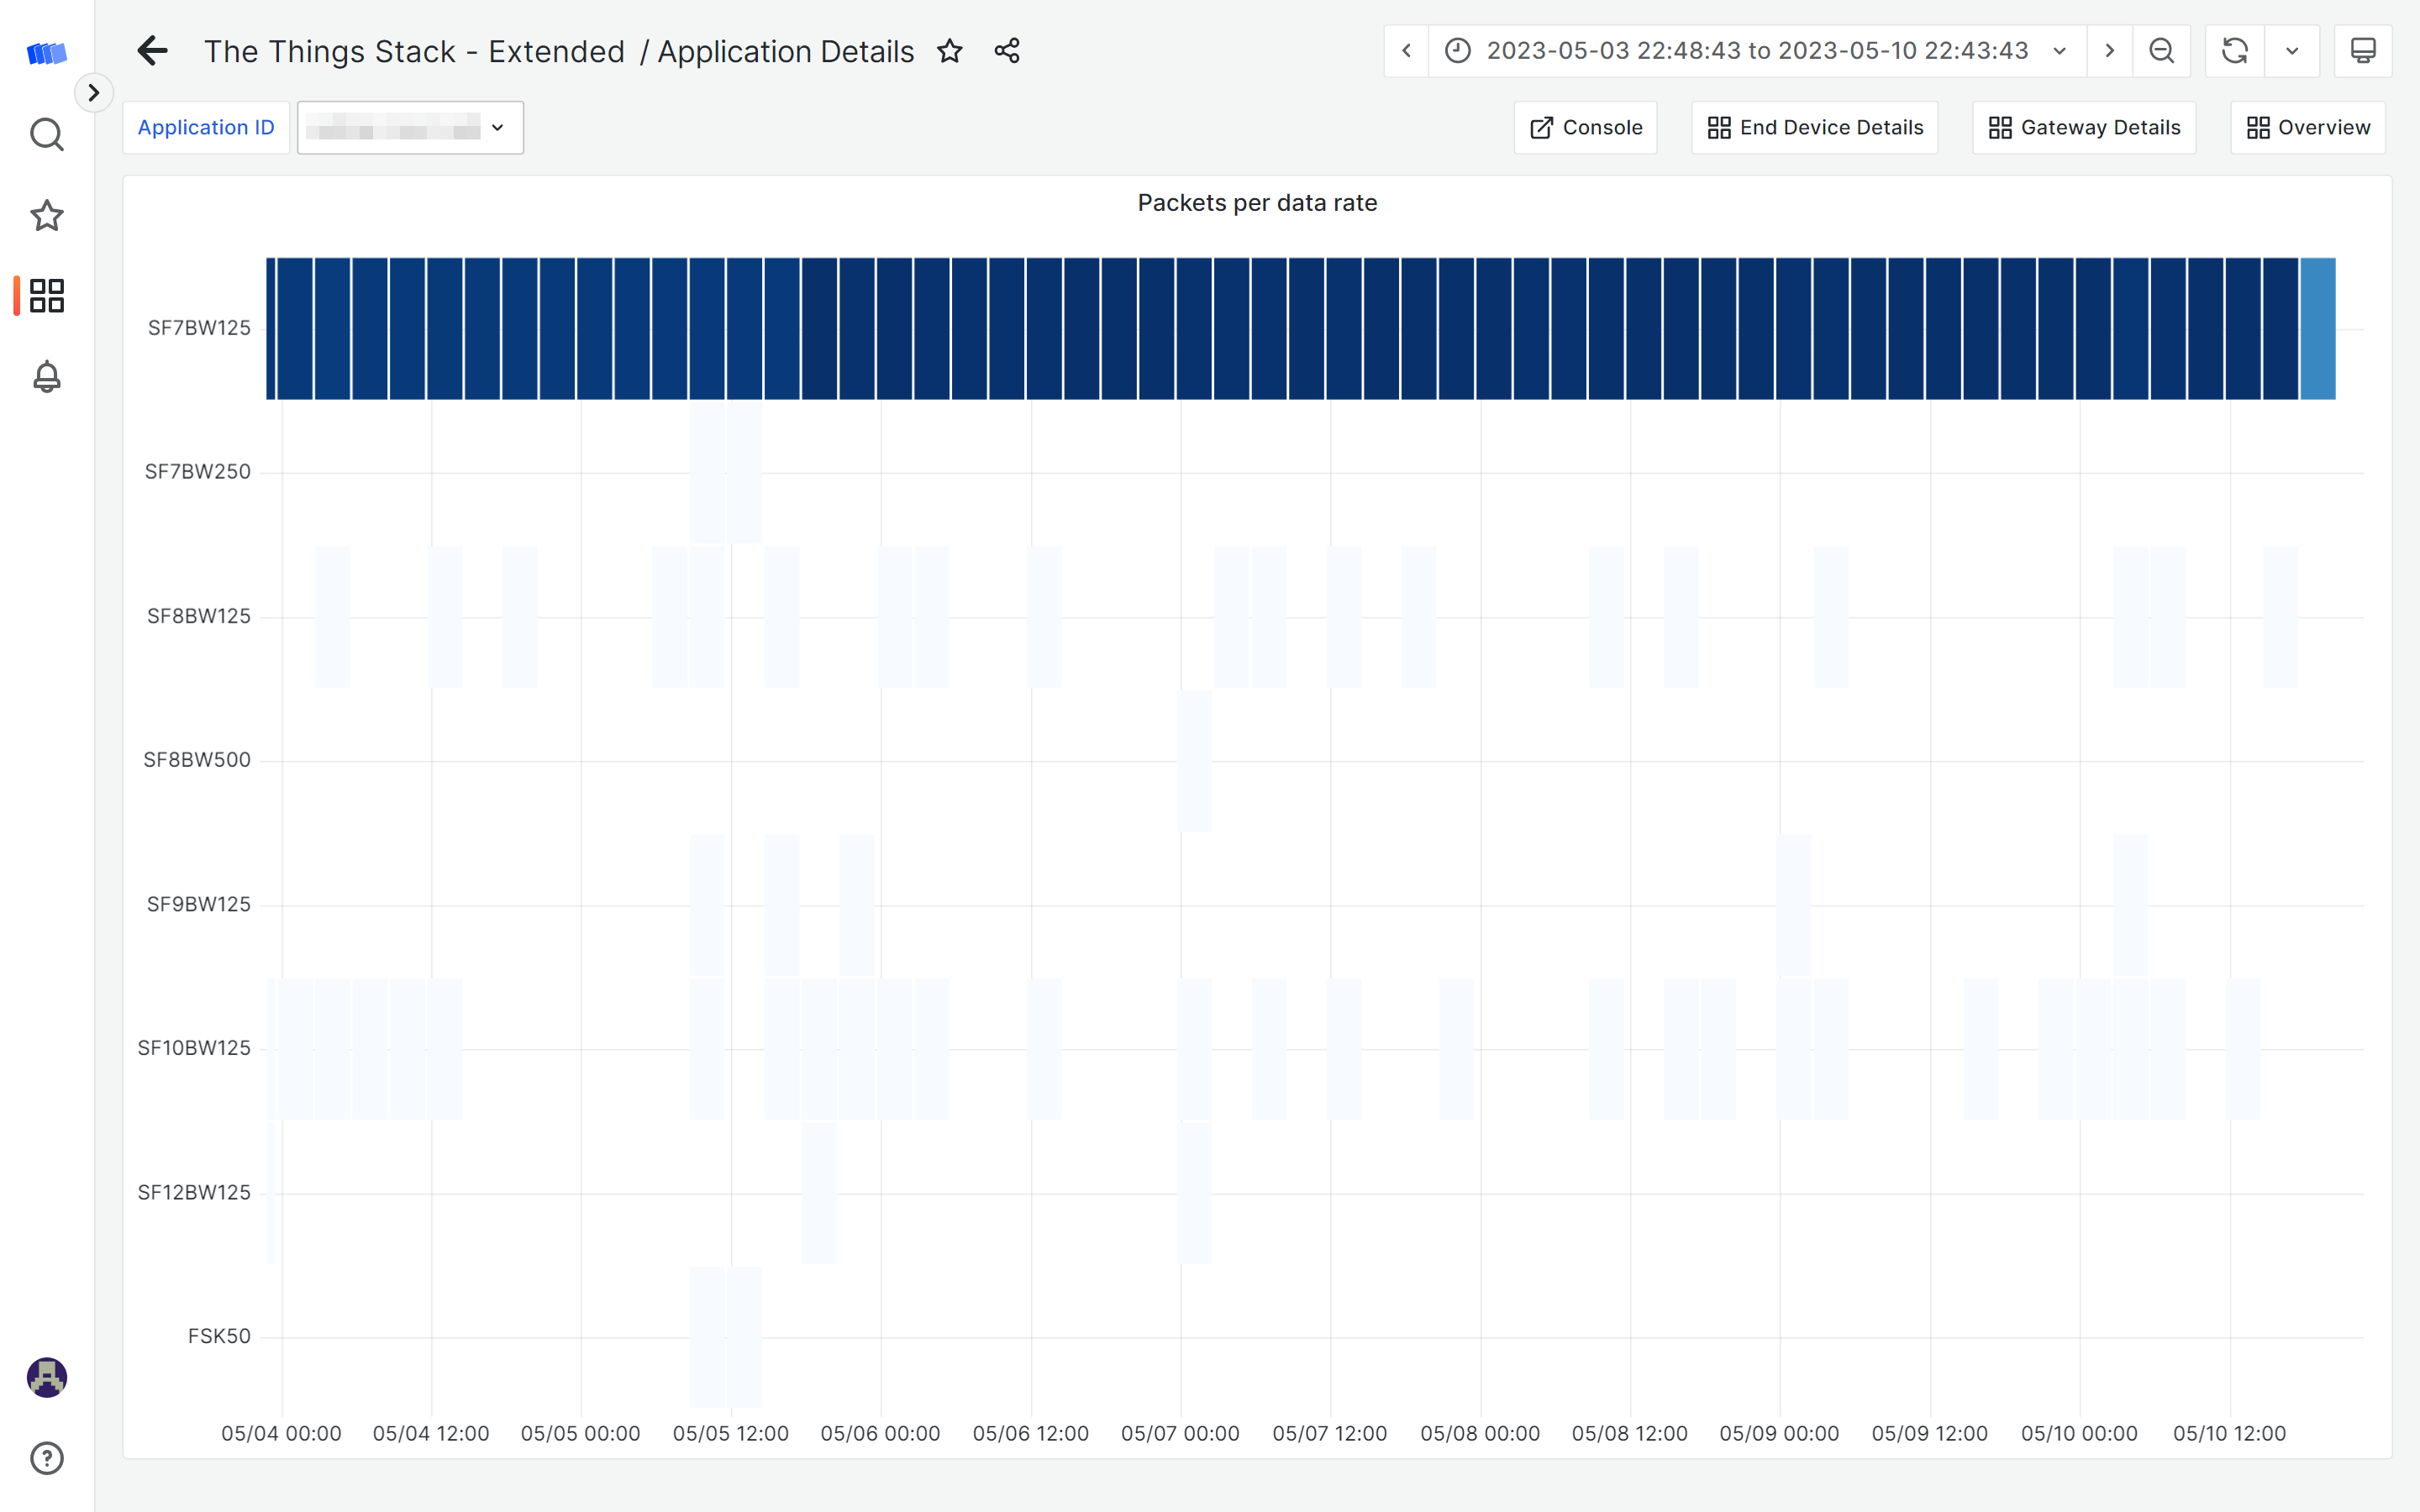 The Things Stack - Extended / Application Details
2023-05-03 22:48:43 to 2023-05-10 22:43:43
Application ID
Console
End Device Details
Gateway Details
Overview
Packets per data rate
SF7BW125
SF7BW250
SF8BW125
SF8BW500
SF9BW125
SF10BW125
SF12BW125
FSK50
05/04 00:00 05/04 12:00 05/05 00:00 05/05 12:00 05/06 00:00 05/06 12:00 05/07 00:00 05/07 12:00 05/08 00:00 05/08 12:00 05/09 00:00 05/09 12:00 05/10 00:00 05/10 12:00